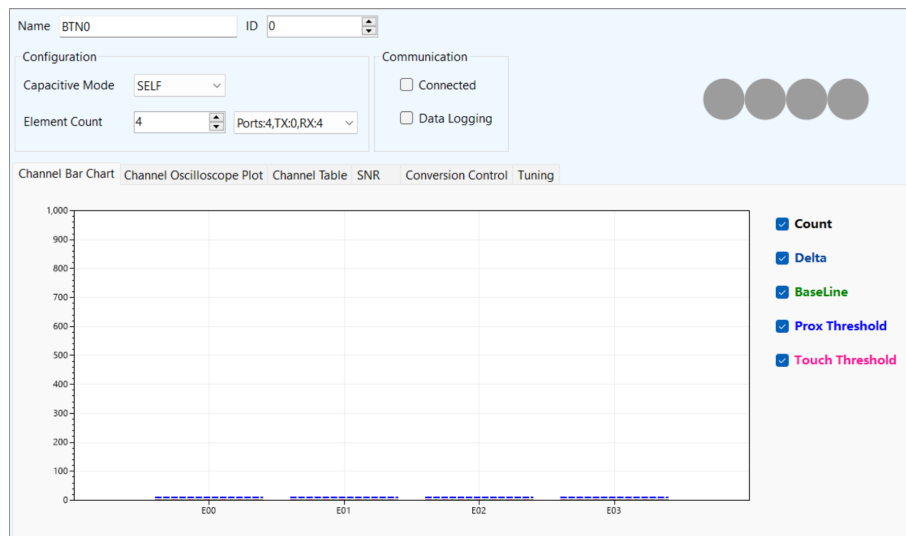 Name BTN0 ID 0
Configuration
Capacitive Mode SELF
Element Count 4 Ports:4,TX:0,RX:4
Communication
Connected
Data Logging
Channel Bar Chart Channel Oscilloscope Plot Channel Table SNR Conversion Control Tuning
1,000
900
800
700
600
500
400
300
200
100
0
E00 E01 E02 E03
Count
Delta
BaseLine
Prox Threshold
Touch Threshold